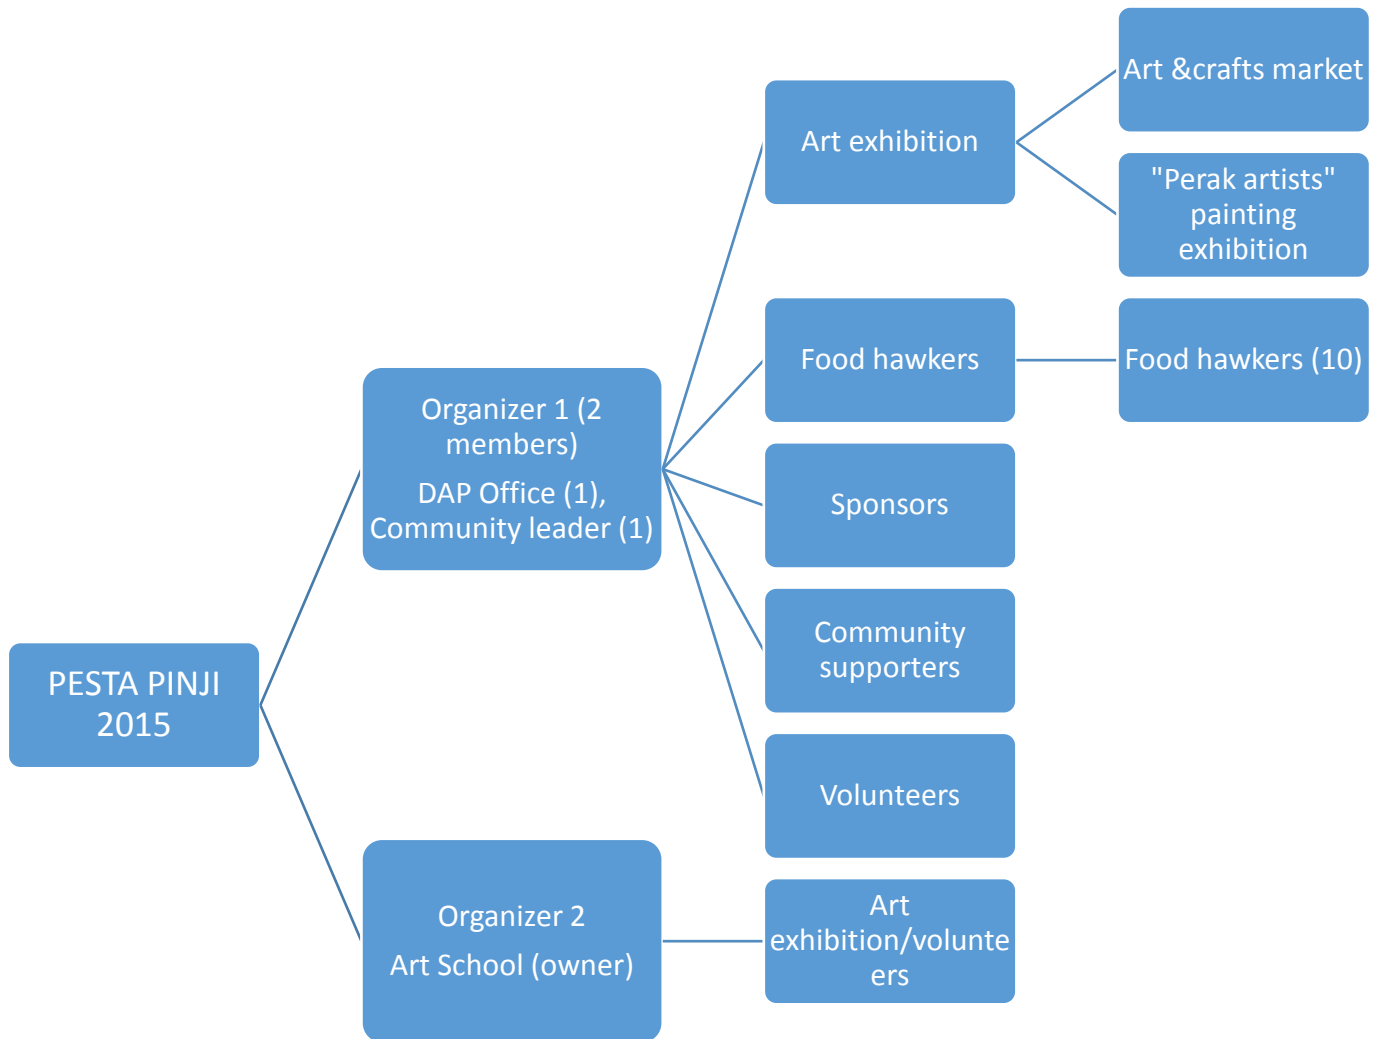 PESTA PINJI
2015
Organizer 1 (2
members)
DAP Office (1),
Community leader (1)
Art exhibition
Art &crafts market
"Perak artists"
painting
exhibition
Food hawkers
Food hawkers (10)
Sponsors
Community
supporters
Volunteers
Organizer 2
Art School (owner)
Art
exhibition/volunte
ers